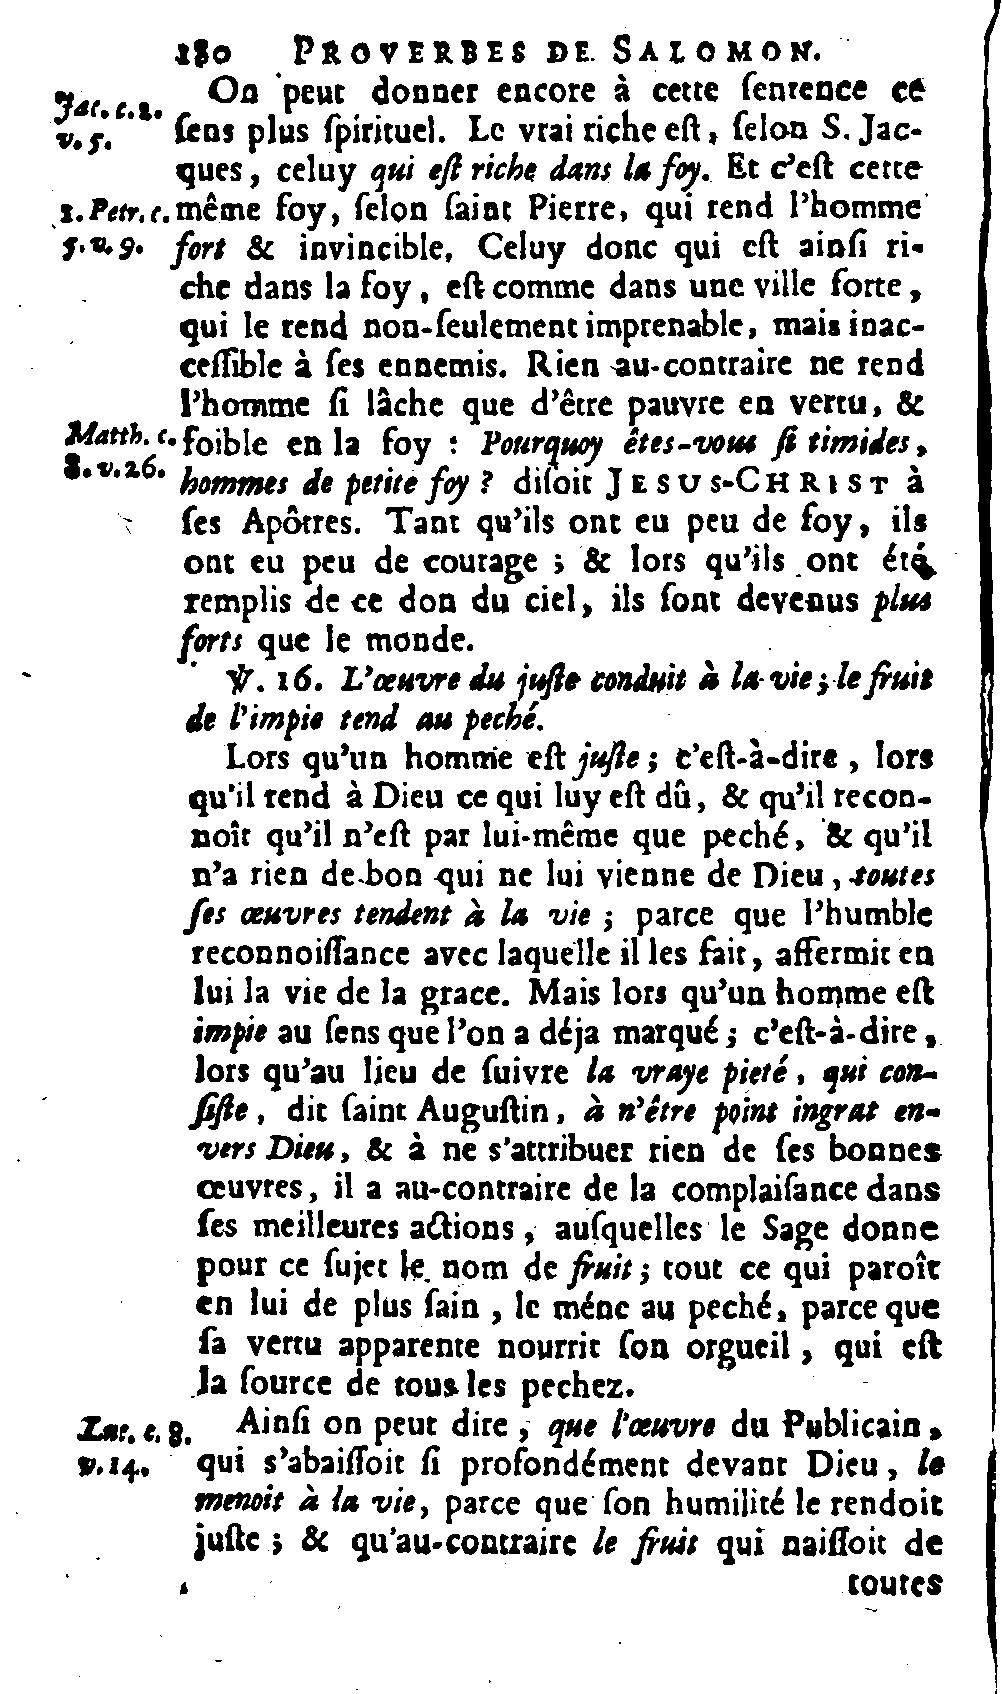 180 PROVERBES DE SALOMON.
On peut donner encore à cette ſentence ce
Jac. c. 2.
v. 5.
ſens plus ſpirituel. Le vrai riche eſt, ſelon S. Jac-
ques, celuy qui eſt riche dans la foy. Et c'eſt cette
1. Petr. c.
5. v. 9.
même foy, ſelon ſaint Pierre, qui rend l'homme
fort & invincible, Celuy donc qui eſt ainſi ri-
che dans la foy, eſt comme dans une ville forte,
qui le rend non-ſeulement imprenable, mais inac-
ceſſible à ſes ennemis. Rien au-contraire ne rend
l'homme ſi lâche que d'être pauvre en vertu, &
Matth. c.
8. v. 26.
foible en la foy : Pourquoy êtes-vous ſi timides,
hommes de petite foy ? diſoit JESUS-CHRIST à
ſes Apôtres. Tant qu'ils ont eu peu de foy, ils
ont eu peu de courage ; & lors qu'ils ont été
remplis de ce don du ciel, ils ſont devenus plus
forts que le monde.
℣. 16. L'œuvre du juſte conduit à la vie ; le fruit
de l'impie tend au peché.
Lors qu'un homme eſt juſte ; c'eſt-à-dire, lors
qu'il rend à Dieu ce qui luy eſt dû, & qu'il recon-
noît qu'il n'eſt par lui-même que peché, & qu'il
n'a rien de bon qui ne lui vienne de Dieu, toutes
ſes œuvres tendent à la vie ; parce que l'humble
reconnoiſſance avec laquelle il les fait, affermit en
lui la vie de la grace. Mais lors qu'un homme eſt
impie au ſens que l'on a déja marqué ; c'eſt-à-dire,
lors qu'au lieu de ſuivre la vraye pieté, qui con-
ſiſte, dit ſaint Auguſtin, à n'être point ingrat en-
vers Dieu, & à ne s'attribuer rien de ſes bonnes
œuvres, il a au-contraire de la complaiſance dans
ſes meilleures actions, auſquelles le Sage donne
pour ce ſujet le nom de fruit ; tout ce qui paroît
en lui de plus ſain, le méne au peché, parce que
ſa vertu apparente nourrit ſon orgueil, qui eſt
la ſource de tous les pechez.
Luc. c. 8.
v. 14.
Ainſi on peut dire, que l'œuvre du Publicain,
qui s'abaiſſoit ſi profondément devant Dieu, le
menoit à la vie, parce que ſon humilité le rendoit
juſte ; & qu'au-contraire le fruit qui naiſſoit de
toutes